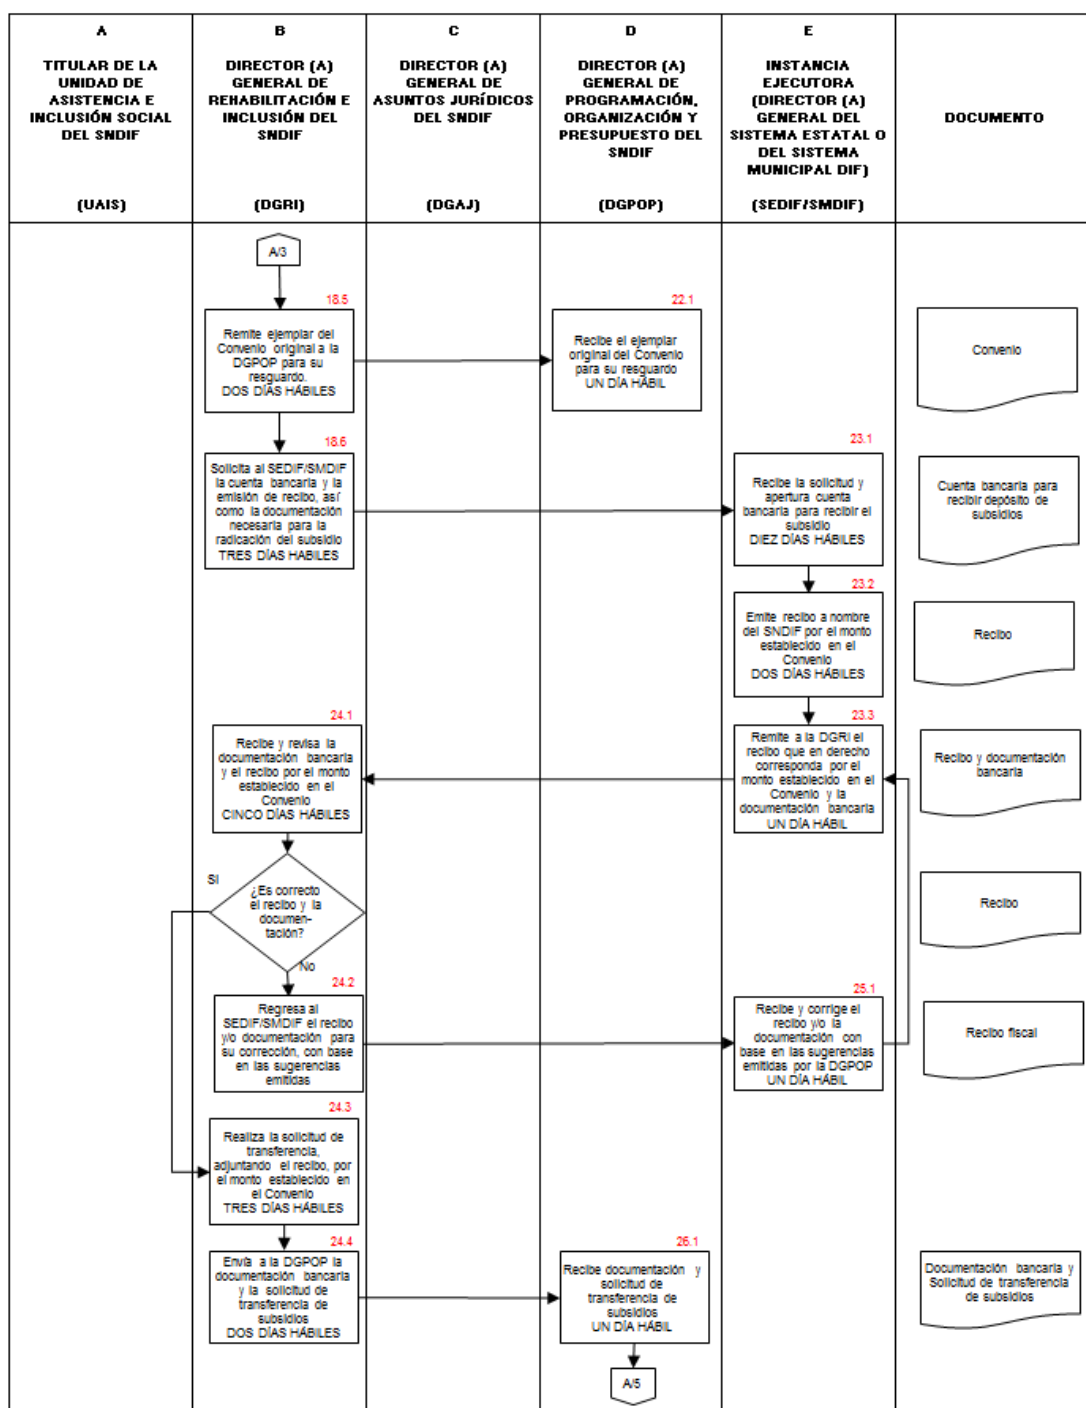 A
TITULAR DE LA
UNIDAD DE
ASISTENCIA E
INCLUSIÓN SOCIAL
DEL SNDIF
(UAIS)
B
DIRECTOR (A)
GENERAL DE
REHABILITACIÓN E
INCLUSIÓN DEL
SNDIF
(DGRI)
C
DIRECTOR (A)
GENERAL DE
ASUNTOS JURÍDICOS
DEL SNDIF
(DGAJ)
D
DIRECTOR (A)
GENERAL DE
PROGRAMACIÓN,
ORGANIZACIÓN Y
PRESUPUESTO DEL
SNDIF
(DGPOP)
E
INSTANCIA
EJECUTORA
(DIRECTOR (A)
GENERAL DEL
SISTEMA ESTATAL O
DEL SISTEMA
MUNICIPAL DIF)
(SEDIF/SMDIF)
DOCUMENTO
A/3
18.5
Remite ejemplar del
Convenio original a la
DGPOP para su
resguardo.
DOS DÍAS HÁBILES
22.1
Recibe el ejemplar
original del Convenio
para su resguardo
UN DÍA HÁBIL
Convenio
18.6
Solicita al SEDIF/SMDIF
la cuenta bancaria y la
emisión de recibo, así
como la documentación
necesaria para la
radicación del subsidio
TRES DÍAS HABILES
23.1
Recibe la solicitud y
apertura cuenta
bancaria para recibir el
subsidio
DIEZ DÍAS HÁBILES
Cuenta bancaria para
recibir depósito de
subsidios
23.2
Emite recibo a nombre
del SNDIF por el monto
establecido en el
Convenio
DOS DÍAS HÁBILES
Recibo
24.1
Recibe y revisa la
documentación bancaria
y el recibo por el monto
establecido en el
Convenio
CINCO DÍAS HÁBILES
23.3
Remite a la DGRI el
recibo que en derecho
corresponda por el
monto establecido en el
Convenio y la
documentación bancaria
UN DÍA HÁBIL
Recibo y documentación
bancaria
SI
¿Es correcto
el recibo y la
documen-
tación?
No
Recibo
24.2
Regresa al
SEDIF/SMDIF el recibo
y/o documentación para
su corrección, con base
en las sugerencias
emitidas
25.1
Recibe y corrige el
recibo y/o la
documentación con
base en las sugerencias
emitidas por la DGPOP
UN DÍA HÁBIL
Recibo fiscal
24.3
Realiza la solicitud de
transferencia,
adjuntando el recibo, por
el monto establecido en
el Convenio
TRES DÍAS HÁBILES
24.4
Envía a la DGPOP la
documentación bancaria
y la solicitud de
transferencia de
subsidios
DOS DÍAS HÁBILES
26.1
Recibe documentación y
solicitud de
transferencia de
subsidios
UN DÍA HÁBIL
Documentación bancaria y
Solicitud de transferencia
de subsidios
A/5